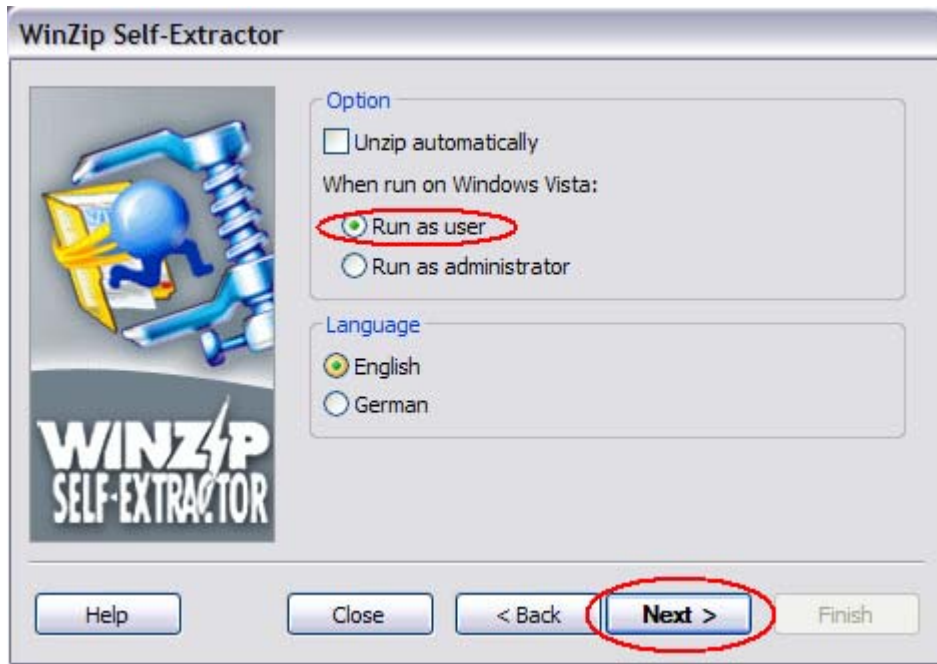 WinZip Self-Extractor
Option
Unzip automatically
When run on Windows Vista:
Run as user
Run as administrator
Language
English
German
WINZIP
SELF-EXTRACTOR
Help
Close
< Back
Next >
Finish